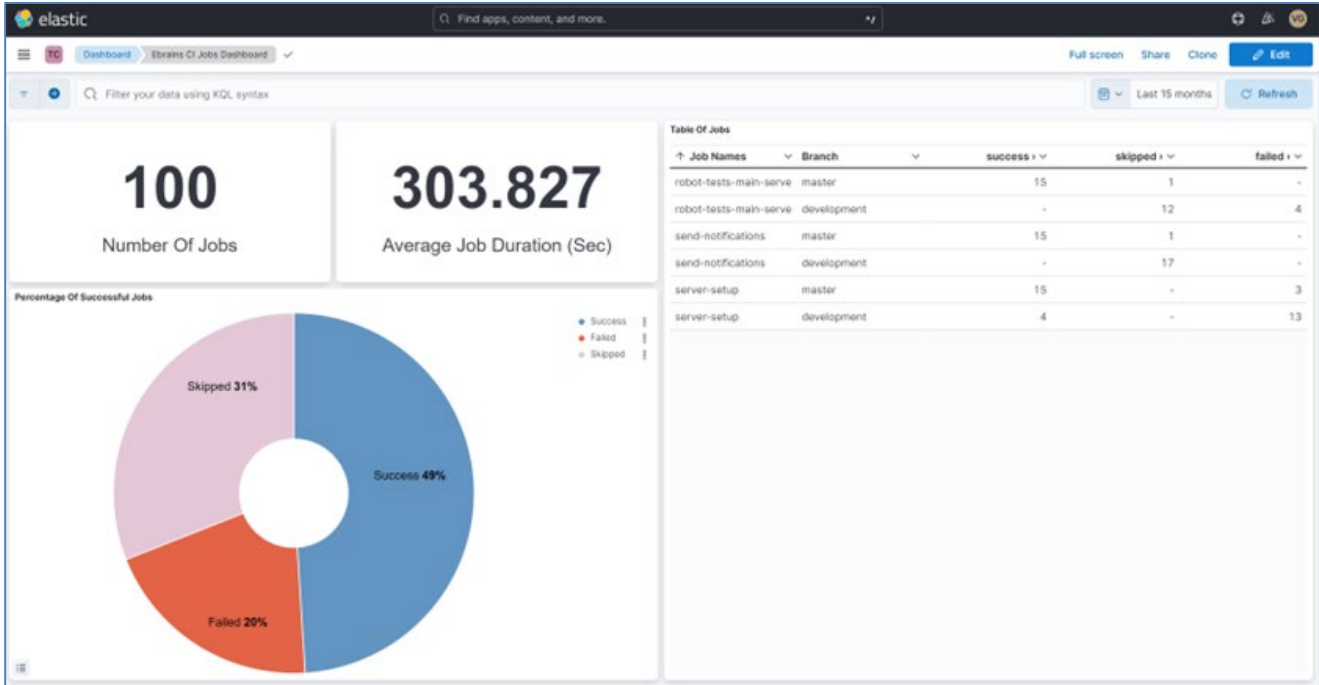 elastic
Find apps, content, and more.
*/
VG
TC
Dashboard
Ebrains CI Jobs Dashboard
Full screen
Share
Clone
Edit
Filter your data using KQL syntax
Last 15 months
Refresh
100
Number Of Jobs
303.827
Average Job Duration (Sec)
Percentage Of Successful Jobs
Success
Failed
Skipped
Skipped 31%
Success 49%
Failed 20%
Table Of Jobs
Job Names Branch success skipped failed
robot-tests-main-serve master 15 1 -
robot-tests-main-serve development - 12 4
send-notifications master 15 1 -
send-notifications development - 17 -
server-setup master 15 - 3
server-setup development 4 - 13